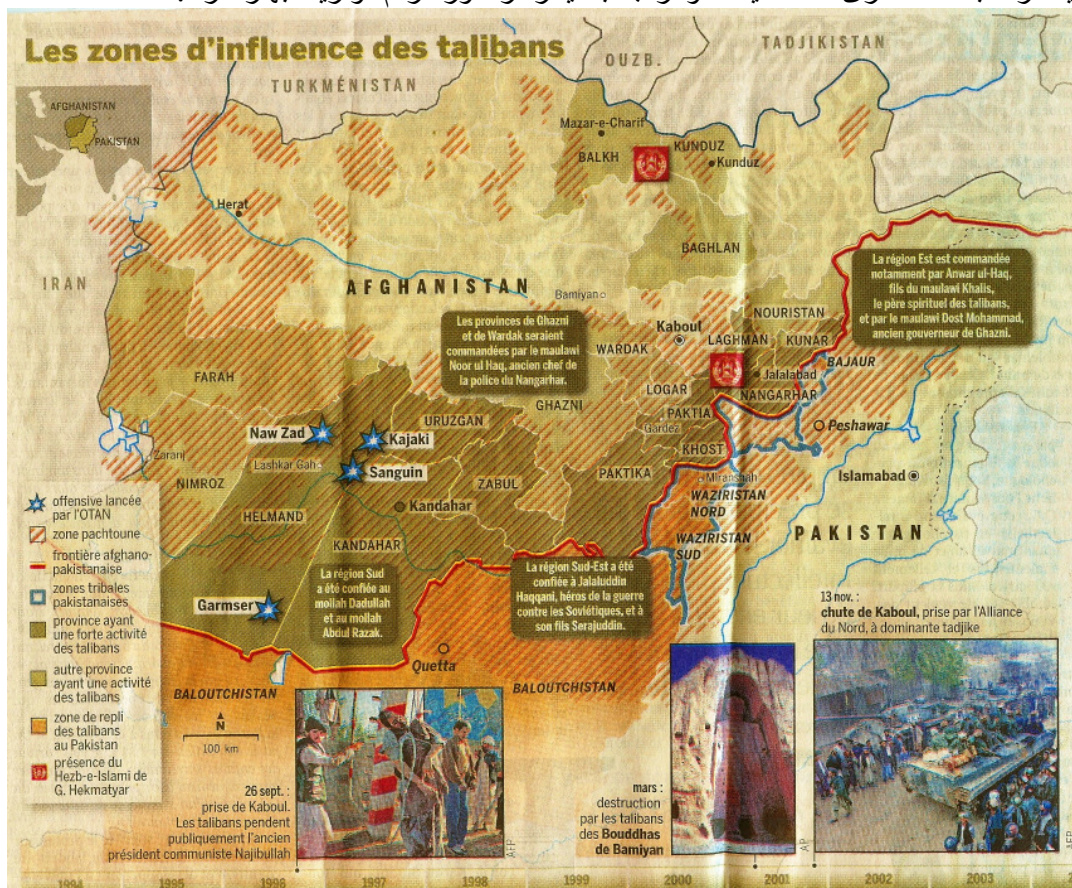 Les zones d'influence des talibans
OUZB.
TADJIKISTAN
TURKMÉNISTAN
AFGHANISTAN
PAKISTAN
Mazar-e-Charif
BALKH
KUNDUZ
Kunduz
Herat
BAGHLAN
IRAN
AFGHANISTAN
Bamiyan
La région Est est commandée
notamment par Anwar ul-Haq,
fils du maulawi Khalis,
le père spirituel des talibans,
et par le maulawi Dost Mohammad,
ancien gouverneur de Ghazni.
Les provinces de Ghazni
et de Wardak seraient
commandées par le maulawi
Noor ul Haq, ancien chef de
la police du Nangarhar.
NOURISTAN
Kaboul
LAGHMAN
KUNAR
WARDAK
BAJAUR
Jalalabad
NANGARHAR
FARAH
LOGAR
GHAZNI
URUZGAN
PAKTIA
Gardez
Peshawar
Naw Zad
Kajaki
KHOST
Zaranj
Lashkar Gah
Sanguin
PAKTIKA
Miranshah
Islamabad
NIMROZ
ZABUL
WAZIRISTAN
NORD
Kandahar
HELMAND
PAKISTAN
WAZIRISTAN
SUD
KANDAHAR
La région Sud
a été confiée au
mollah Dadullah
et au mollah
Abdul Razak.
La région Sud-Est a été
confiée à Jalaluddin
Haqqani, héros de la guerre
contre les Soviétiques, et à
son fils Serajuddin.
Garmser
Quetta
BALOUTCHISTAN
BALOUTCHISTAN
offensive lancée
par l'OTAN
zone pachtoune
frontière afghano-
pakistanaise
zones tribales
pakistanaises
province ayant
une forte activité
des talibans
autre province
ayant une activité
des talibans
zone de repli
des talibans
au Pakistan
présence du
Hezb-e-Islami de
G. Hekmatyar
N
100 km
13 nov. :
chute de Kaboul, prise par l'Alliance
du Nord, à dominante tadjike
26 sept. :
prise de Kaboul.
Les talibans pendent
publiquement l'ancien
président communiste Najibullah
AFP
mars :
destruction
par les talibans
des Bouddhas
de Bamiyan
AP
AFP
1994
1995
1996
1997
1998
1999
2000
2001
2002
2003